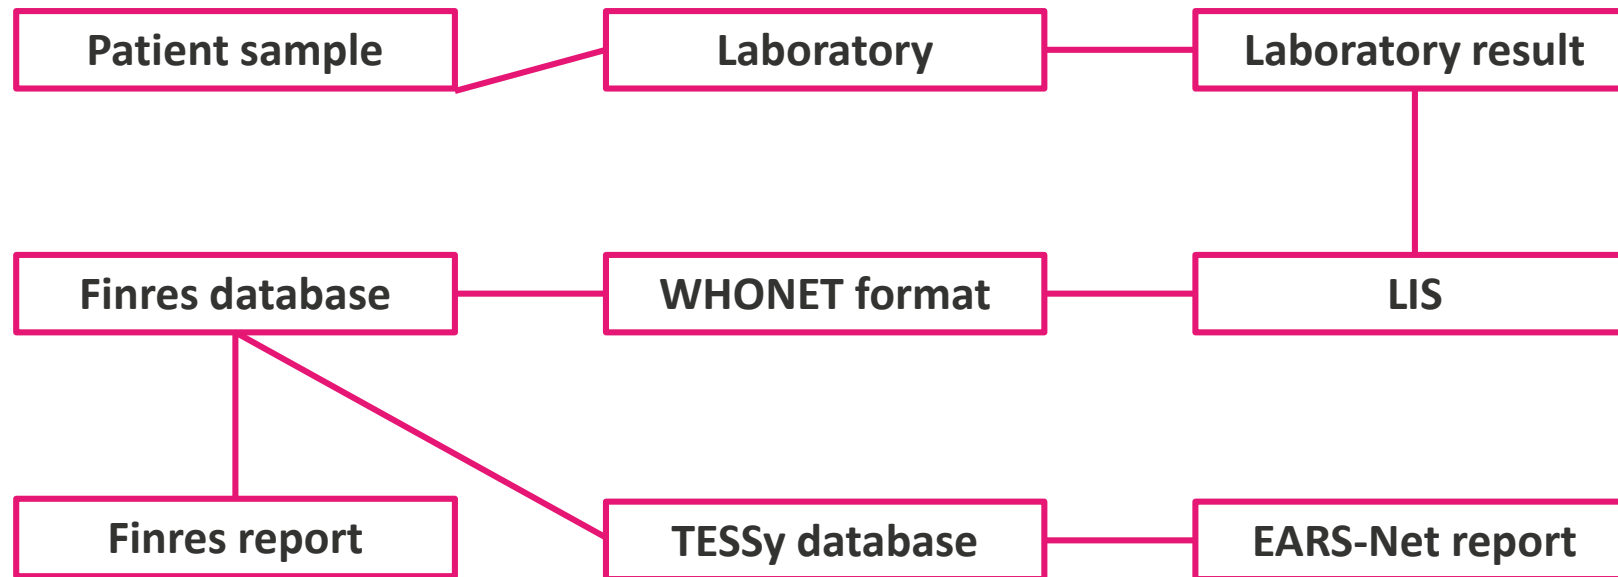 Patient sample
Laboratory
Laboratory result
Finres database
WHONET format
LIS
Finres report
TESSy database
EARS-Net report